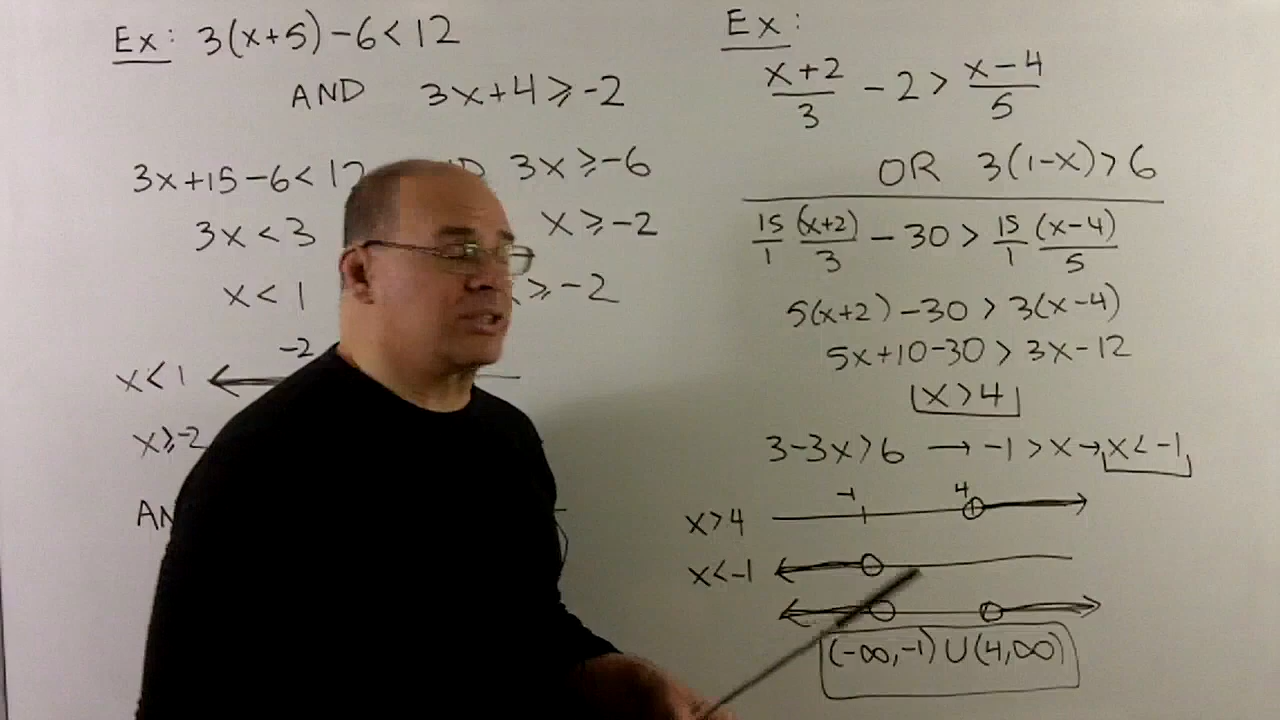 Ex: 3(x+5)-6<12
AND 3x+4≥-2
3x+15-6<12 3x≥-6
3x<3 x≥-2
x<1 ≥-2
-2
x<1
x≥-2
Ex:
(x+2)/3 - 2 > (x-4)/5
OR 3(1-x)>6
15/1 (x+2)/3 - 30 > 15/1 (x-4)/5
5(x+2)-30>3(x-4)
5x+10-30>3x-12
x>4
3-3x>6 → -1>x → x<-1
-1 4
x>4
x<-1
(-∞,-1)∪(4,∞)